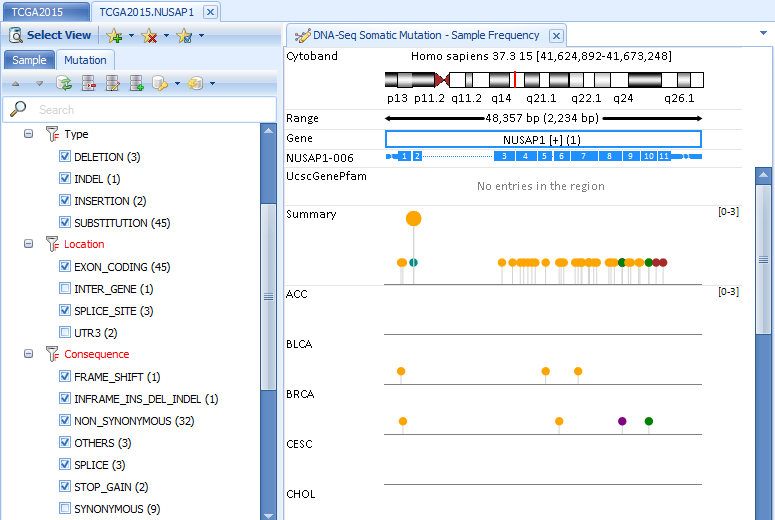 TCGA2015
TCGA2015.NUSAP1
Select View
Sample
Mutation
Search
Type
DELETION (3)
INDEL (1)
INSERTION (2)
SUBSTITUTION (45)
Location
EXON_CODING (45)
INTER_GENE (1)
SPLICE_SITE (3)
UTR3 (2)
Consequence
FRAME_SHIFT (1)
INFRAME_INS_DEL_INDEL (1)
NON_SYNONYMOUS (32)
OTHERS (3)
SPLICE (3)
STOP_GAIN (2)
SYNONYMOUS (9)
DNA-Seq Somatic Mutation - Sample Frequency
Cytoband
Homo sapiens 37.3 15 [41,624,892-41,673,248]
p13 p11.2 q11.2 q14 q21.1 q22.1 q24 q26.1
Range
48,357 bp (2,234 bp)
Gene
NUSAP1 [+] (1)
NUSAP1-006
1 2 3 4 5 6 7 8 9 10 11
UcscGenePfam
No entries in the region
Summary
[0-3]
ACC
[0-3]
BLCA
BRCA
CESC
CHOL